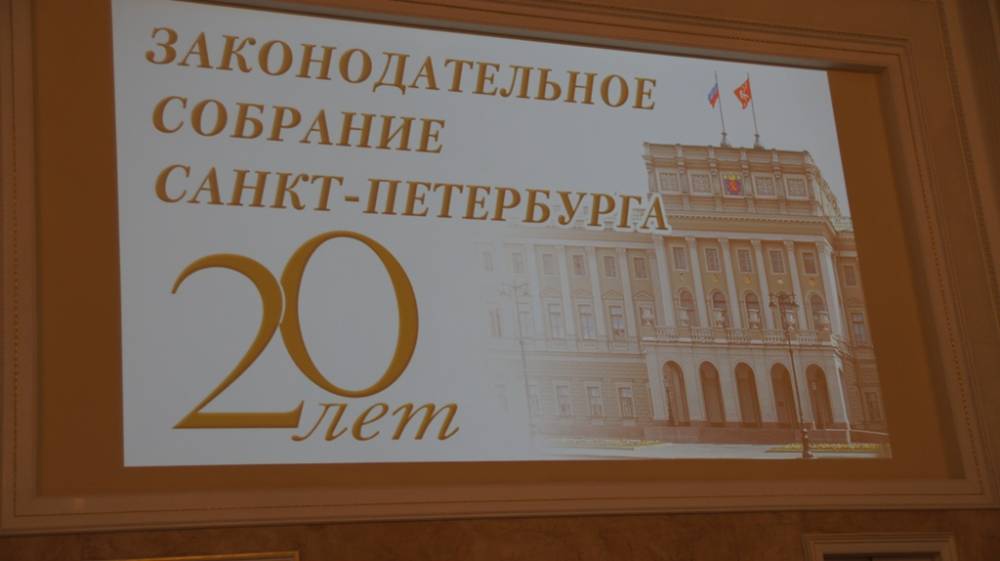 ЗАКОНОДАТЕЛЬНОЕ
СОБРАНИЕ
САНКТ-ПЕТЕРБУРГА
20
лет